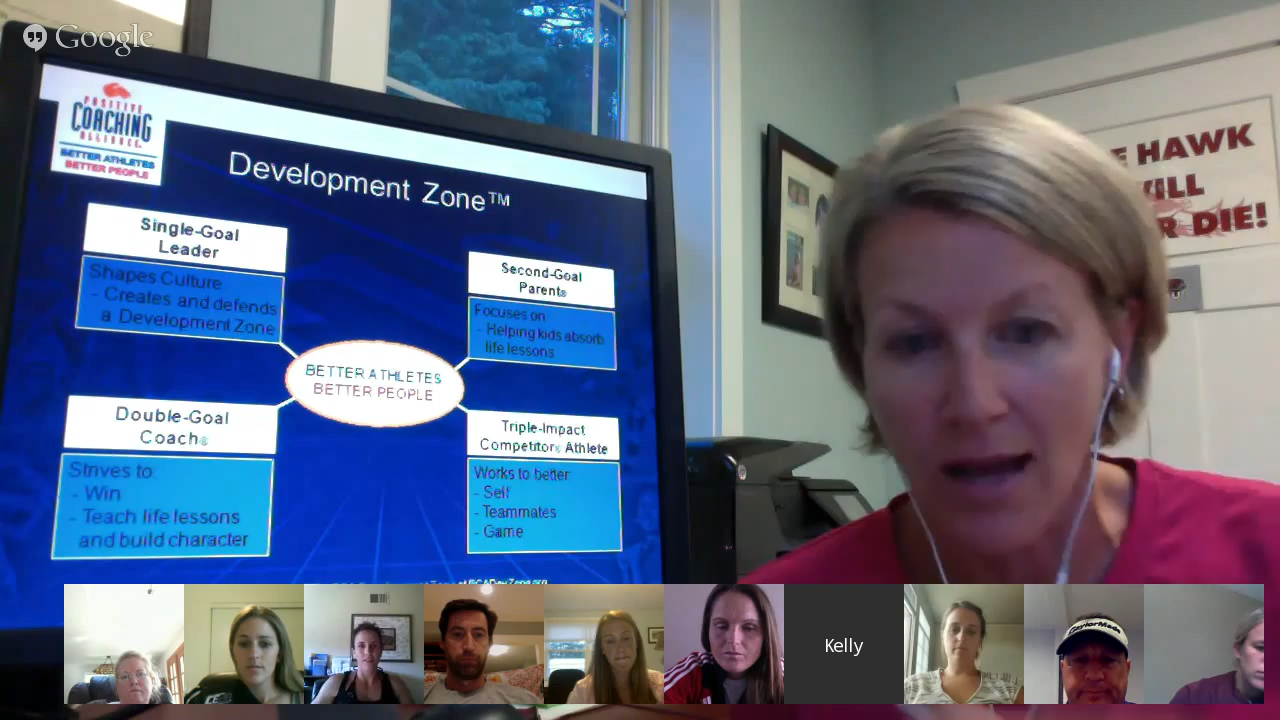 Google
POSITIVE
COACHING
ALLIANCE
BETTER ATHLETES
BETTER PEOPLE
Development Zone™
Single-Goal
Leader
Shapes Culture
- Creates and defends
a Development Zone
Second-Goal
Parent®
Focuses on
- Helping kids absorb
life lessons
BETTER ATHLETES
BETTER PEOPLE
Double-Goal
Coach®
Strives to:
- Win
- Teach life lessons
and build character
Triple-Impact
Competitor® Athlete
Works to better:
- Self
- Teammates
- Game
HAWK
DIE!
TaylorMade
Kelly